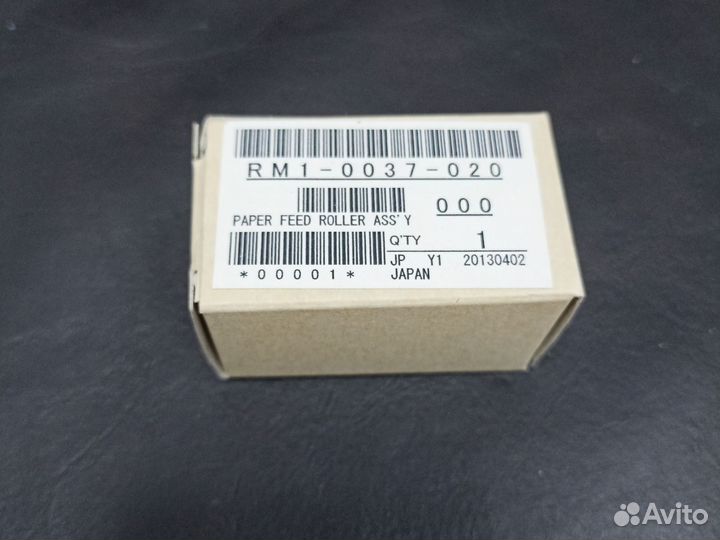 RM1-0037-020
000
PAPER FEED ROLLER ASS'Y
Q'TY 1
JP Y1 20130402
*00001* JAPAN
Avito